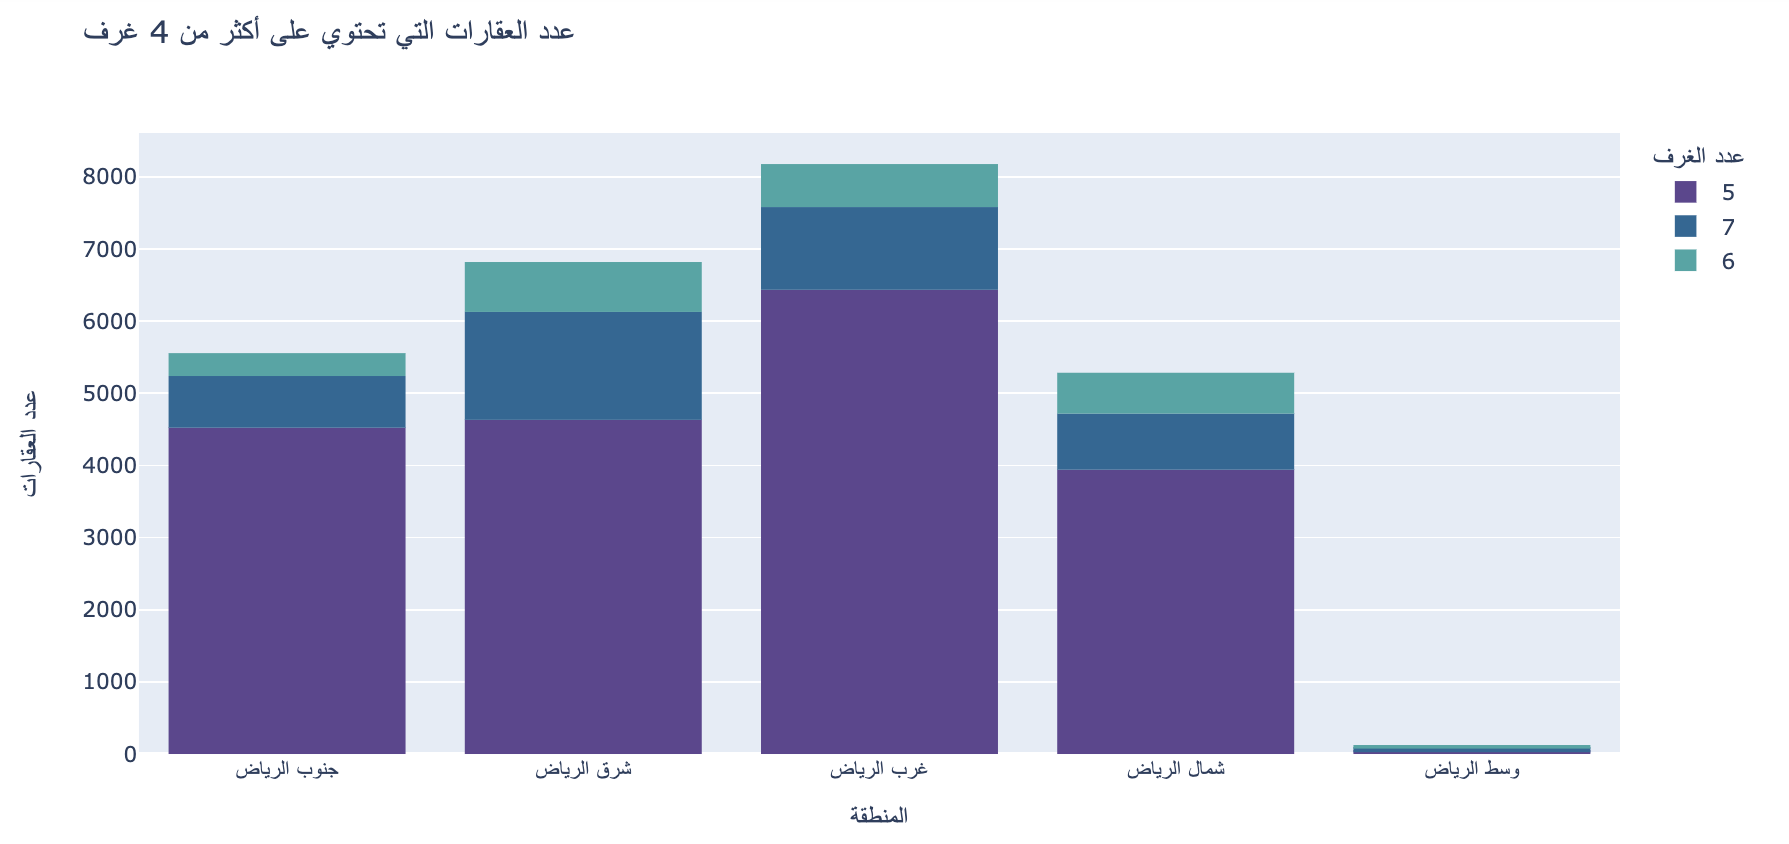 عدد العقارات التي تحتوي على أكثر من 4 غرف
عدد الغرف
5
7
6
8000
7000
6000
5000
4000
3000
2000
1000
0
عدد العقارات
جنوب الرياض
شرق الرياض
غرب الرياض
شمال الرياض
وسط الرياض
المنطقة